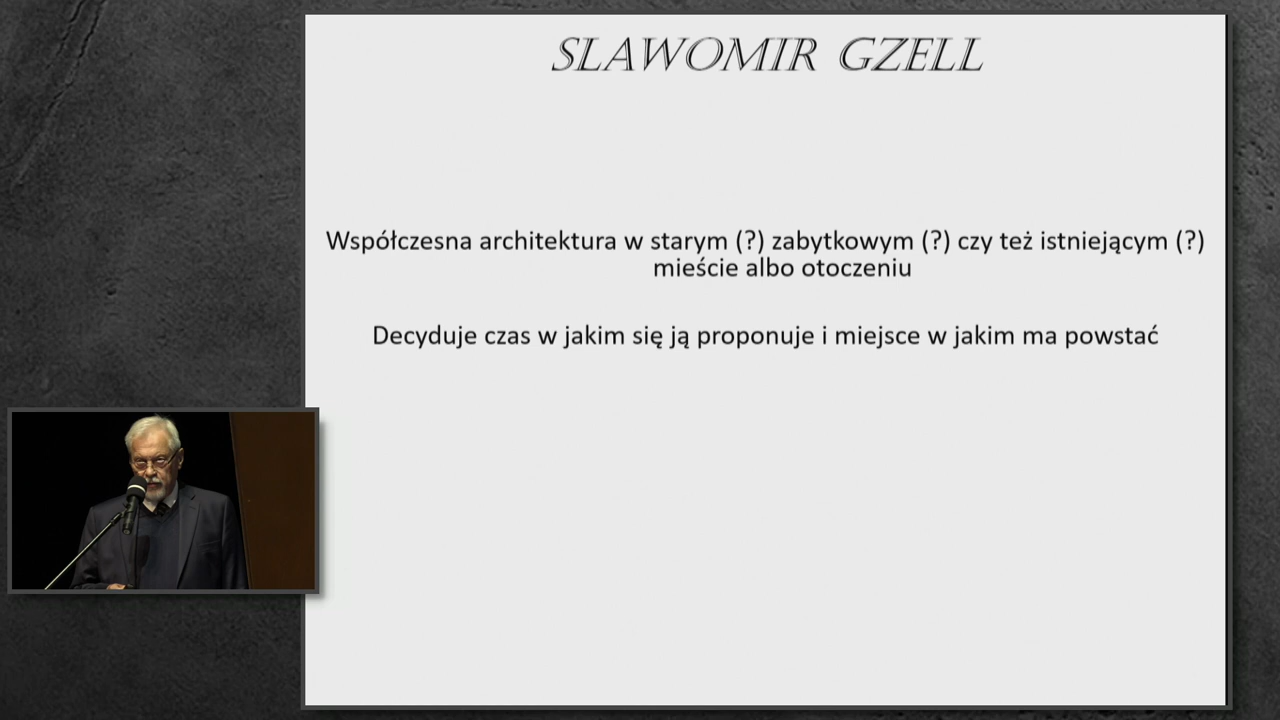 SLAWOMIR GZELL
Współczesna architektura w starym (?) zabytkowym (?) czy też istniejącym (?)
mieście albo otoczeniu
Decyduje czas w jakim się ją proponuje i miejsce w jakim ma powstać